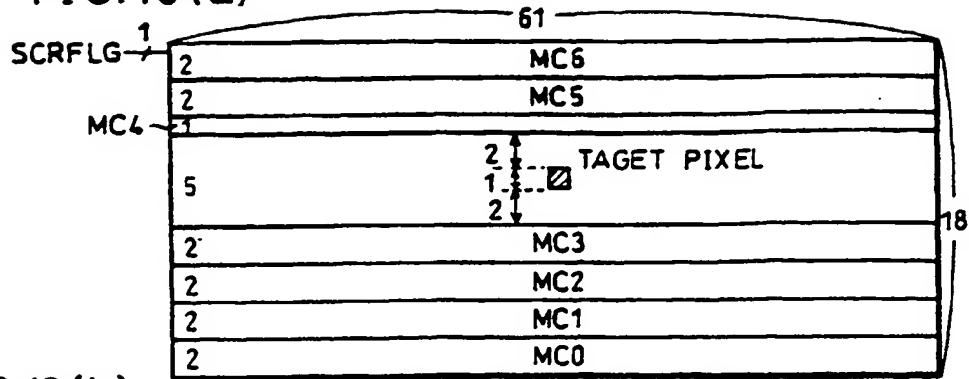 61
1
SCRFLG
2 MC6
2 MC5
MC4 1
2 TAGET PIXEL
5
1
2
18
2 MC3
2 MC2
2 MC1
2 MC0